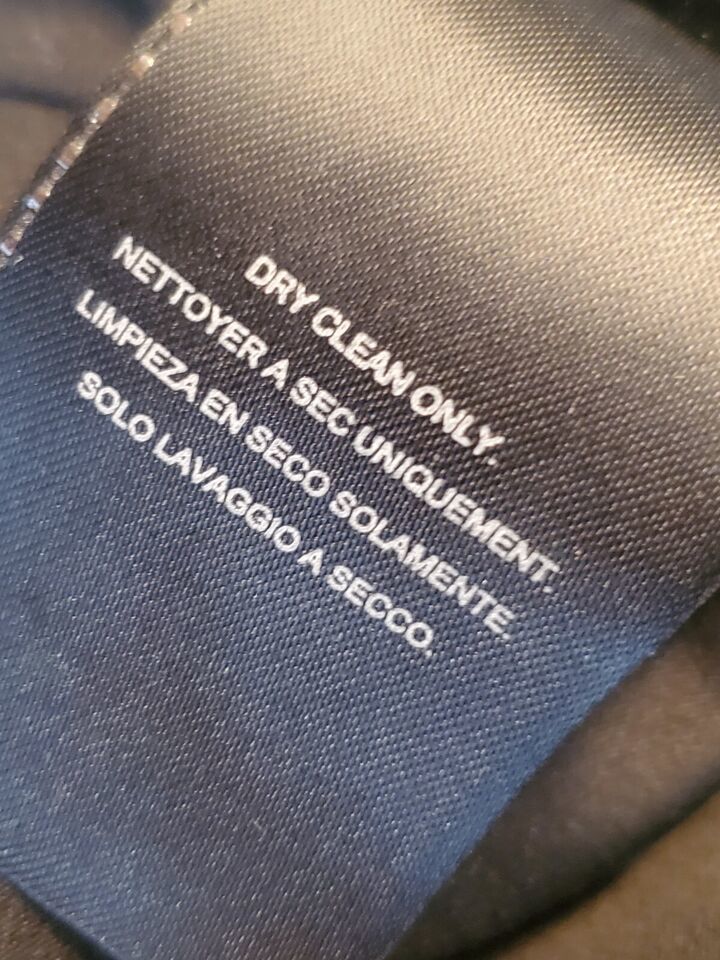 DRY CLEAN ONLY.
NETTOYER A SEC UNIQUEMENT.
LIMPIEZA EN SECO SOLAMENTE.
SOLO LAVAGGIO A SECCO.